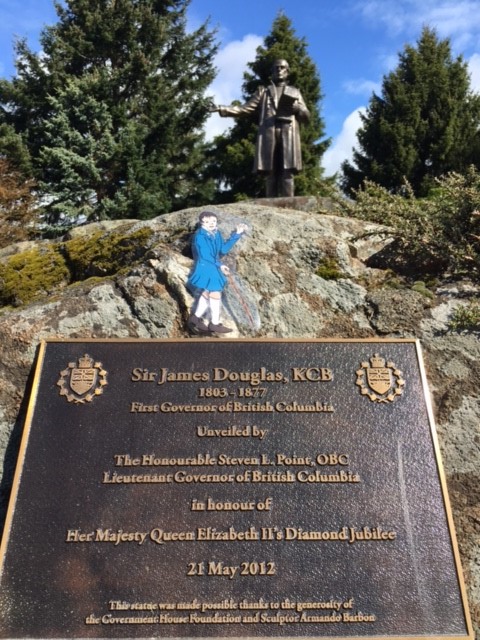 Sir James Douglas, KCB
1803 - 1877
First Governor of British Columbia
Unveiled by
The Honourable Steven L. Point, OBC
Lieutenant Governor of British Columbia
in honour of
Her Majesty Queen Elizabeth II's Diamond Jubilee
21 May 2012
This statue was made possible thanks to the generosity of
the Government House Foundation and Sculptor Armando Barbon